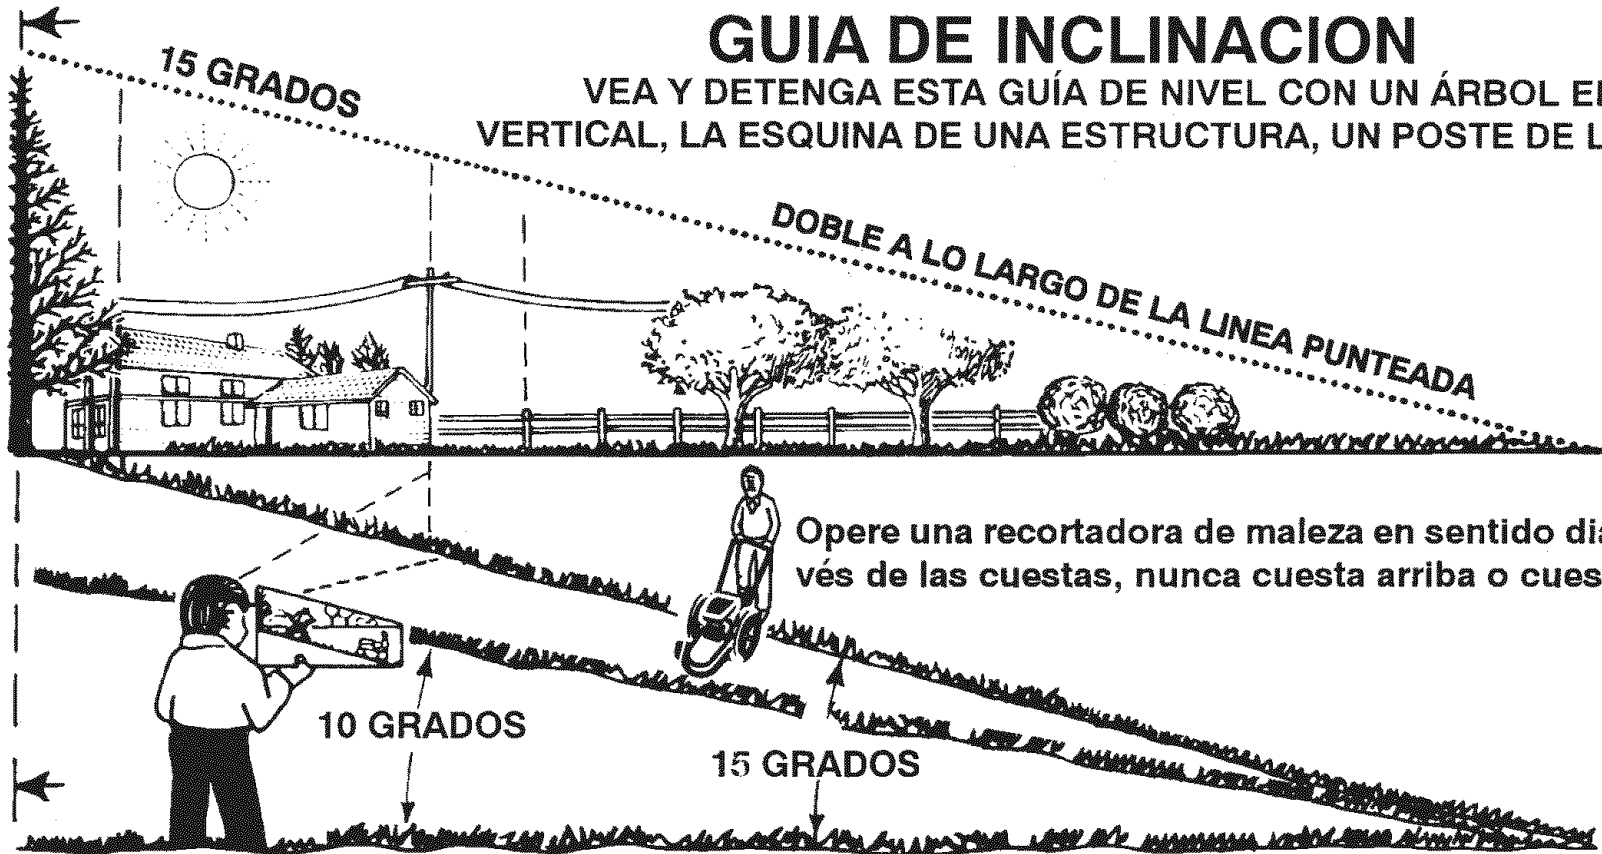 GUIA DE INCLINACION
15 GRADOS
VEA Y DETENGA ESTA GUÍA DE NIVEL CON UN ÁRBOL
VERTICAL, LA ESQUINA DE UNA ESTRUCTURA, UN POSTE DE
DOBLE A LO LARGO DE LA LINEA PUNTEADA
Opere una recortadora de maleza en sentido
vés de las cuestas, nunca cuesta arriba o
10 GRADOS
15 GRADOS